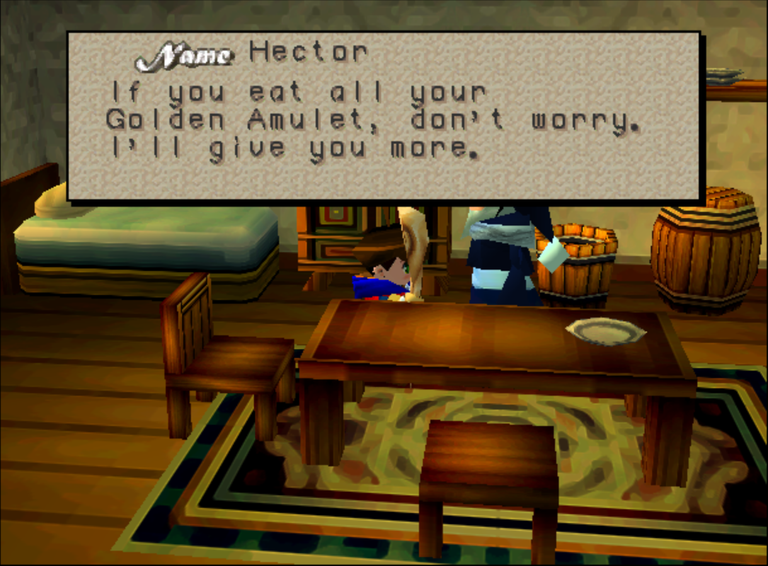 Name Hector
If you eat all your
Golden Amulet, don't worry.
I'll give you more.